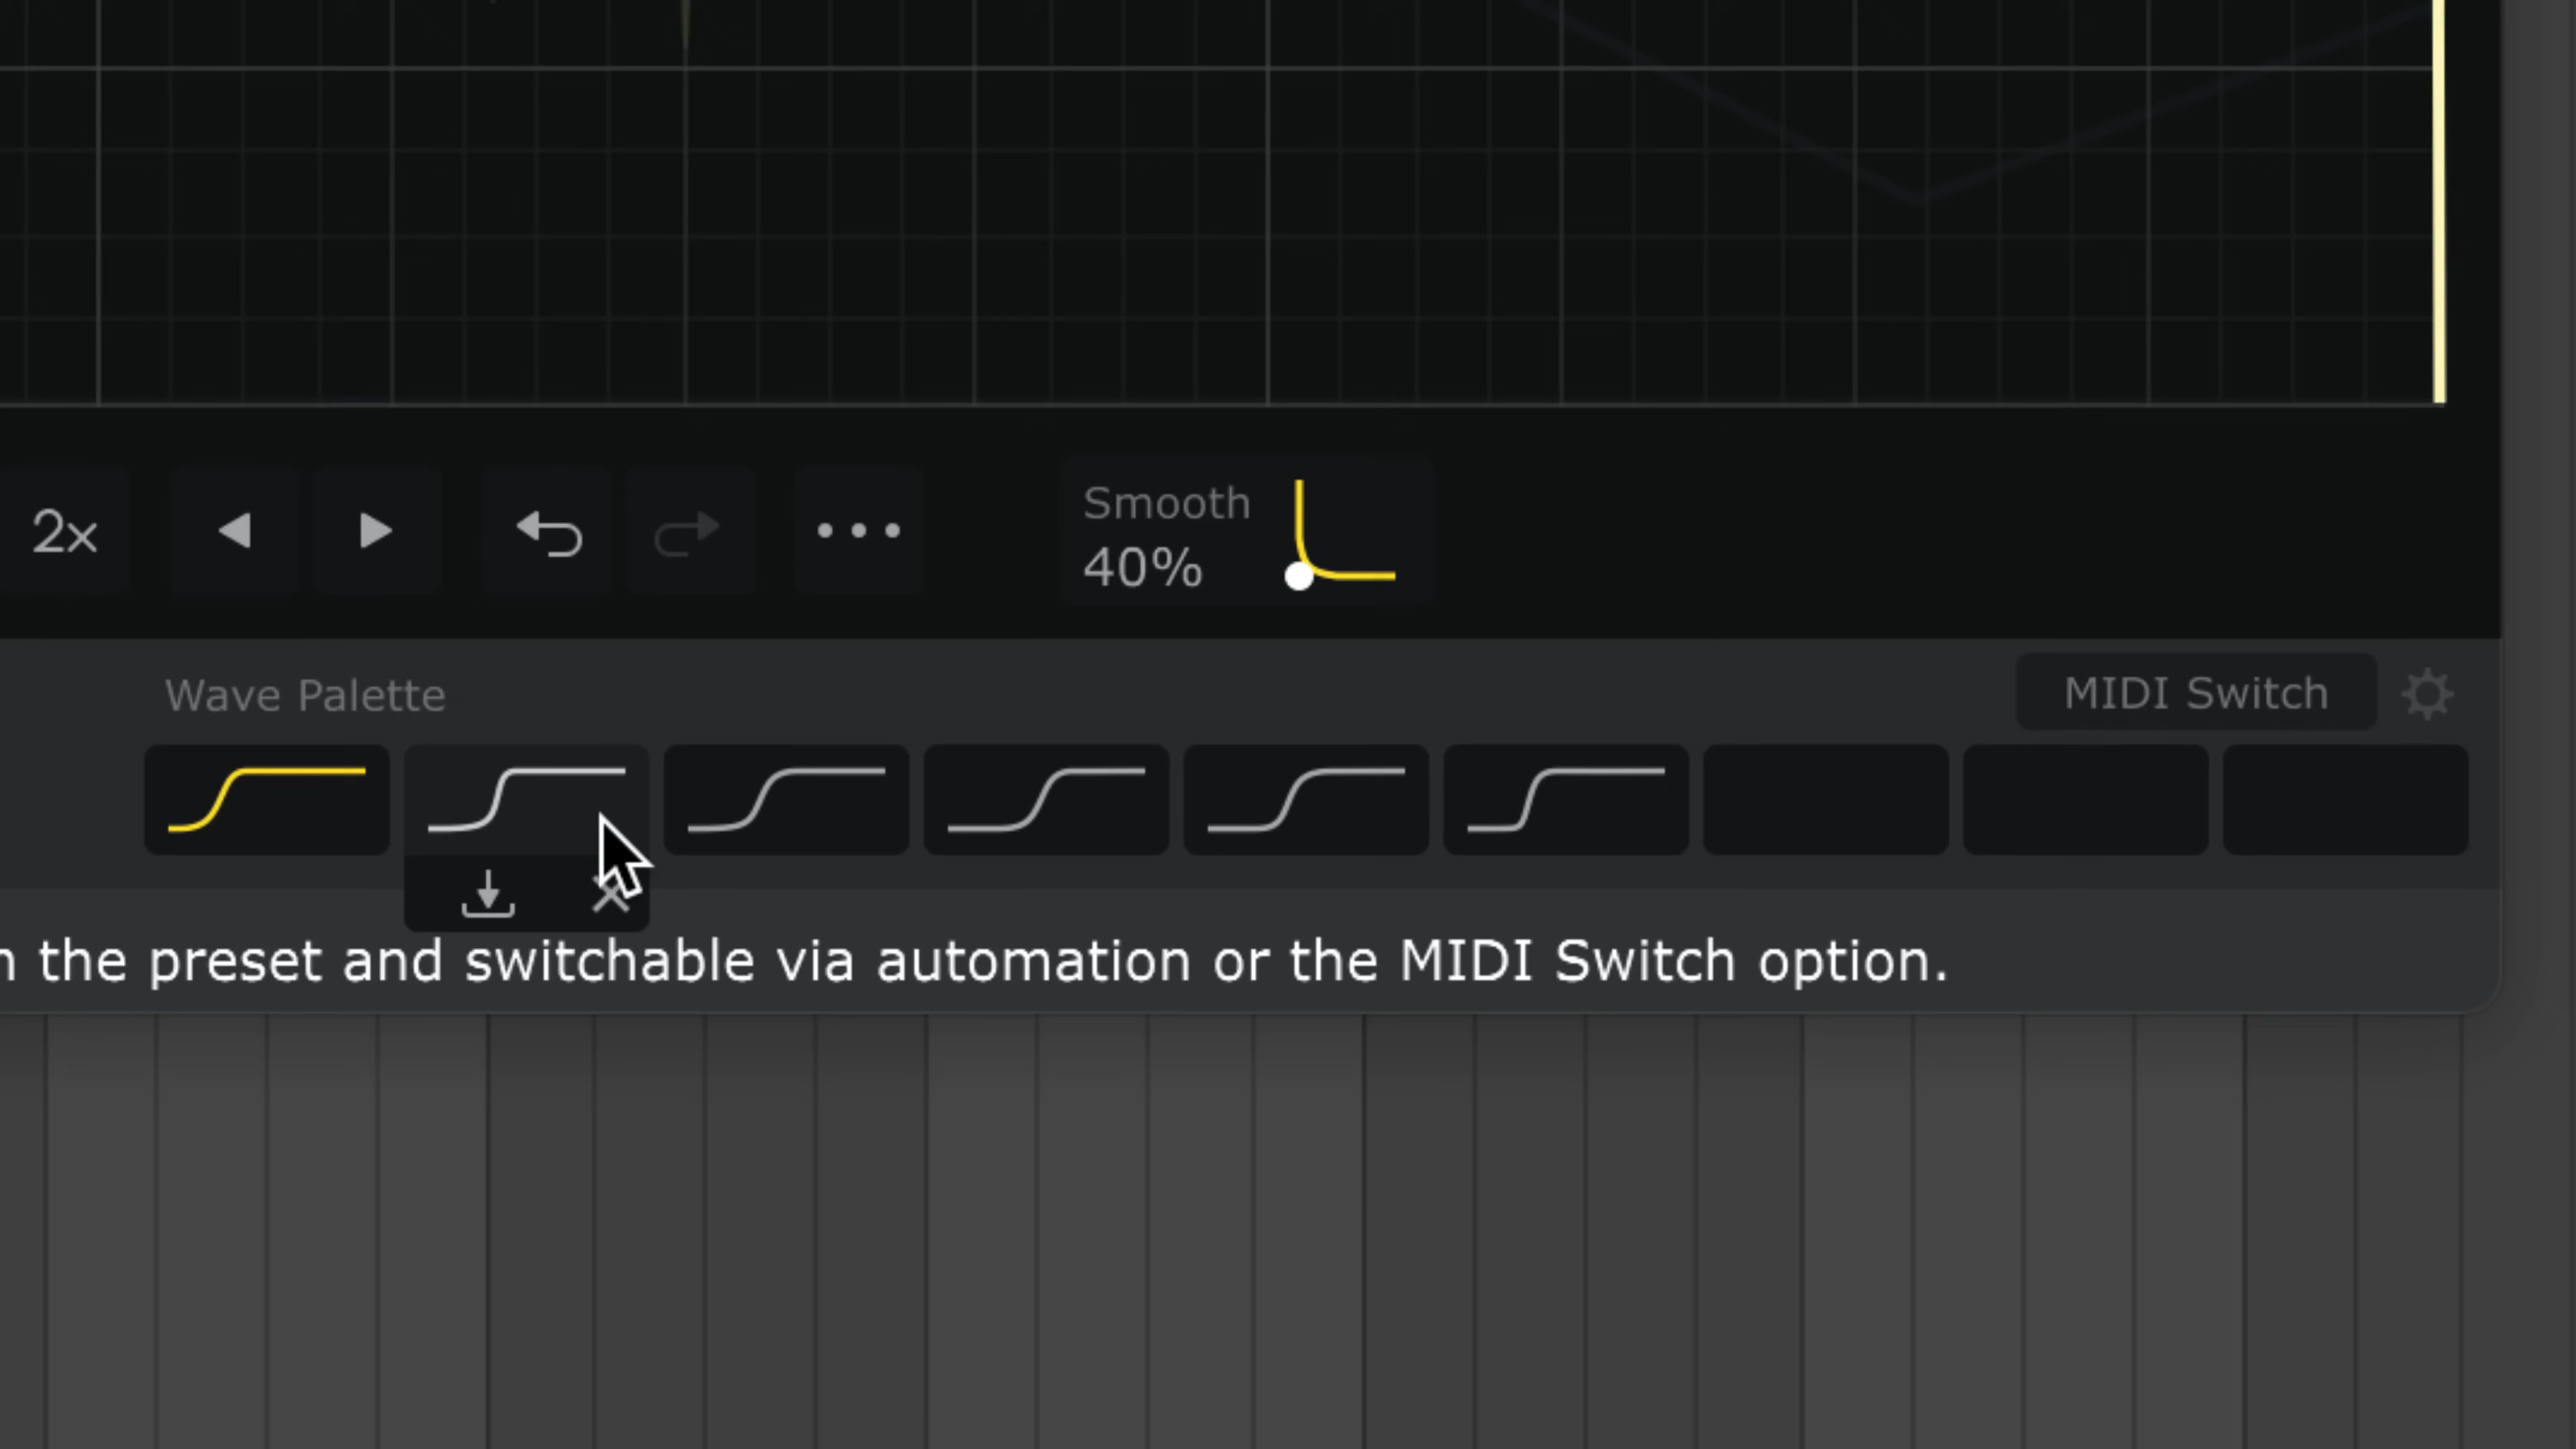 2x
Smooth
40%
Wave Palette
MIDI Switch
the preset and switchable via automation or the MIDI Switch option.